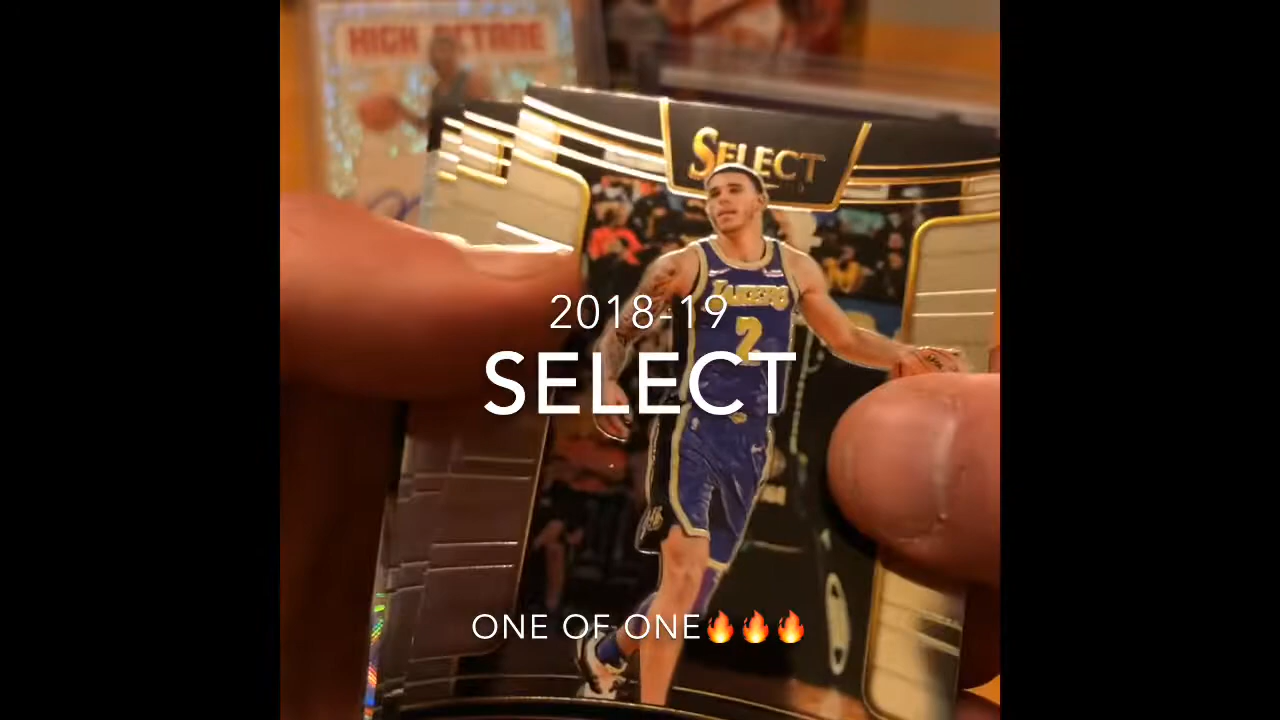 HIGH OCTANE
SELECT
LAKERS
2
2018-19
SELECT
ONE OF ONE🔥🔥🔥